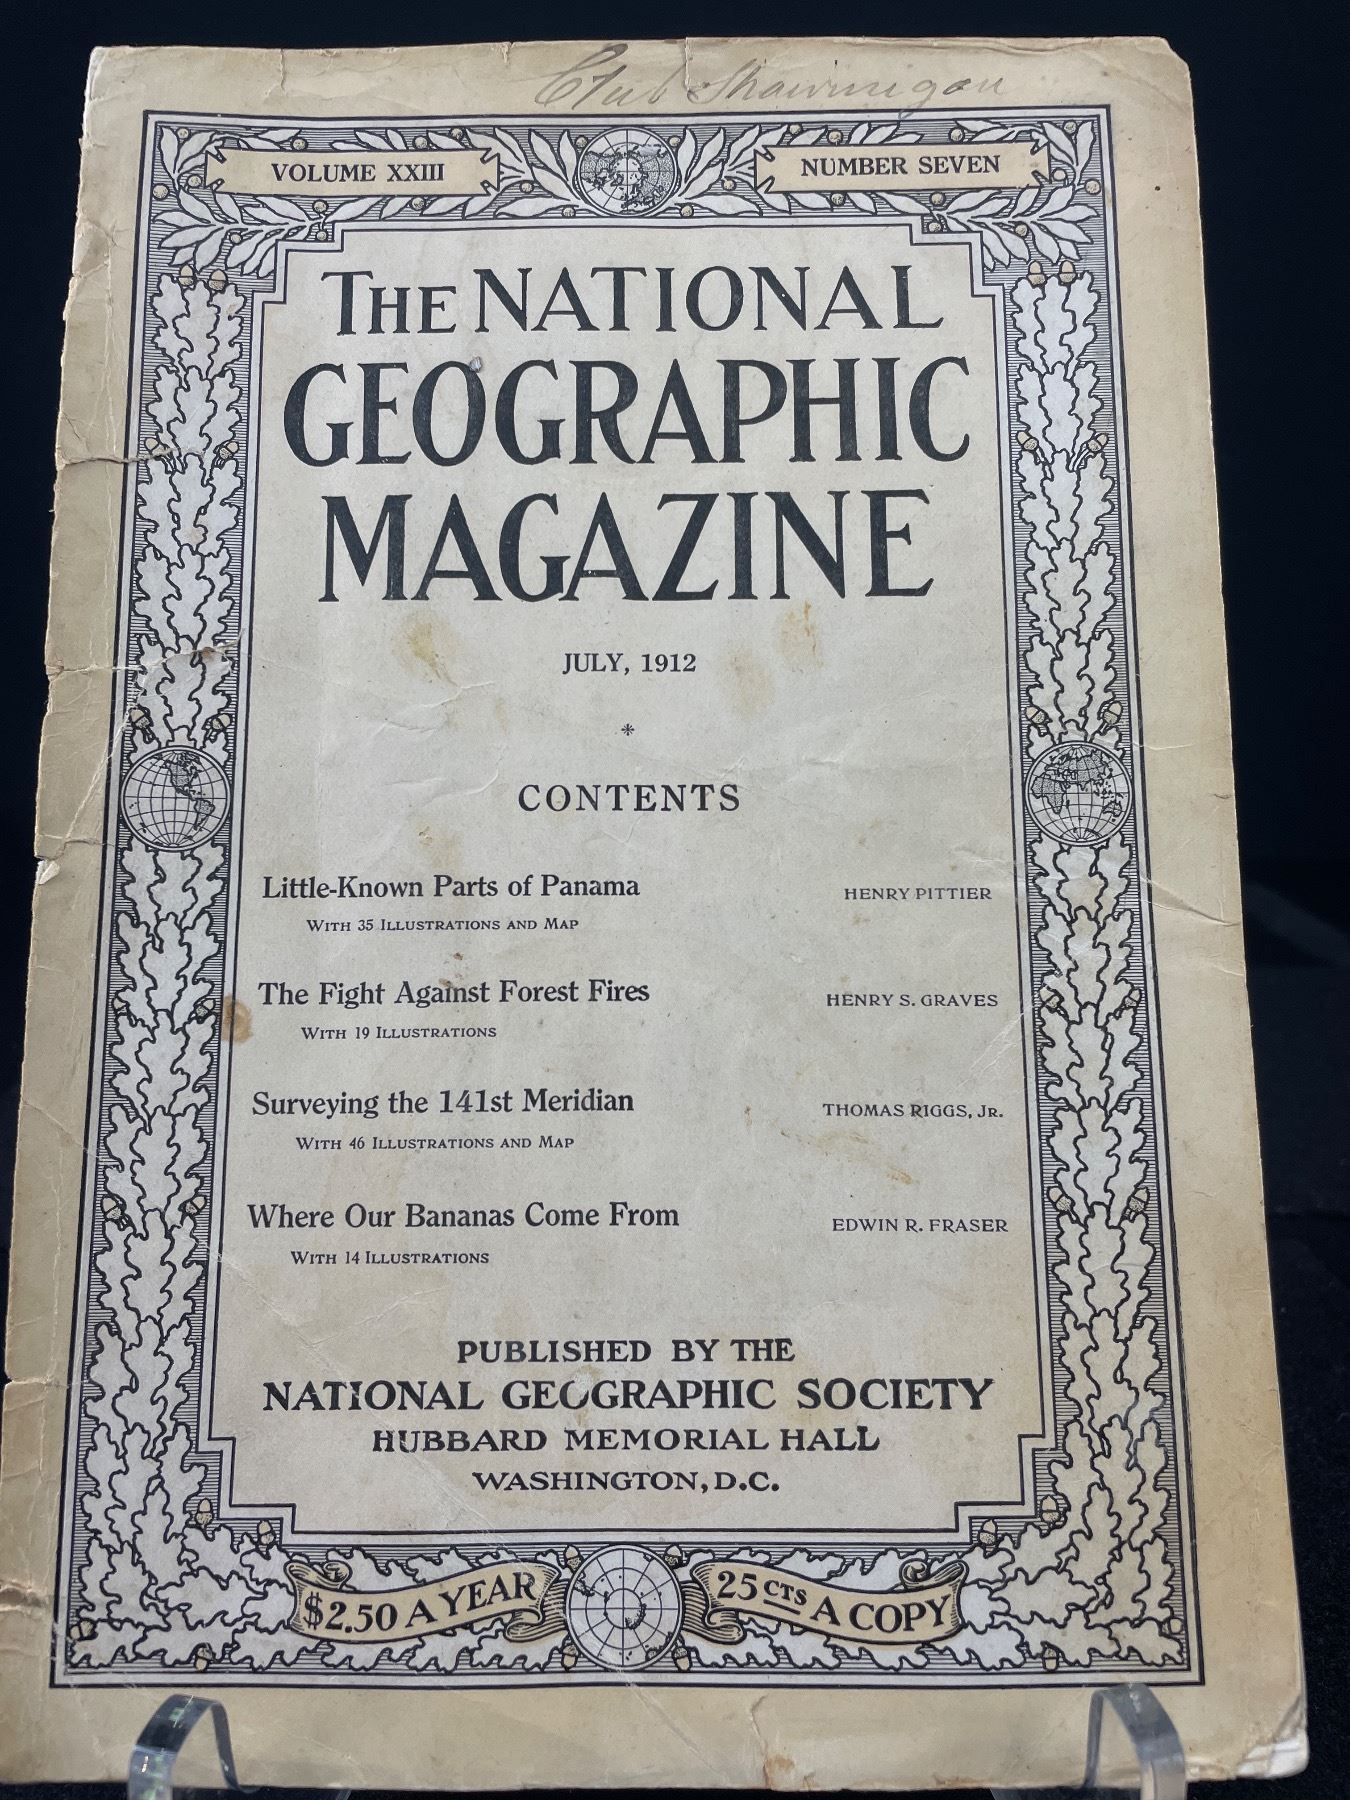 Club Shawinigan
VOLUME XXIII
NUMBER SEVEN
THE NATIONAL
GEOGRAPHIC
MAGAZINE
JULY, 1912
*
CONTENTS
Little-Known Parts of Panama HENRY PITTIER
WITH 35 ILLUSTRATIONS AND MAP
The Fight Against Forest Fires HENRY S. GRAVES
WITH 19 ILLUSTRATIONS
Surveying the 141st Meridian THOMAS RIGGS, JR.
WITH 46 ILLUSTRATIONS AND MAP
Where Our Bananas Come From EDWIN R. FRASER
WITH 14 ILLUSTRATIONS
PUBLISHED BY THE
NATIONAL GEOGRAPHIC SOCIETY
HUBBARD MEMORIAL HALL
WASHINGTON, D.C.
$2.50 A YEAR
25 CTS A COPY